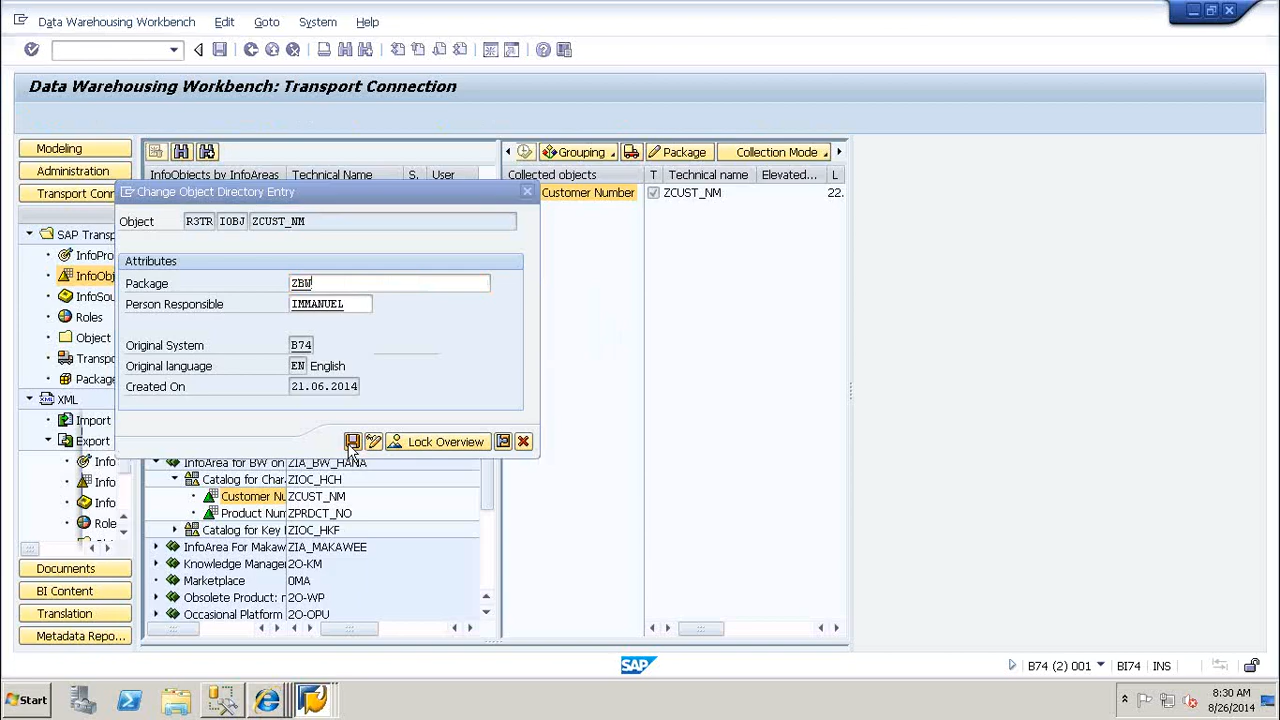 Data Warehousing Workbench Edit Goto System Help
Data Warehousing Workbench: Transport Connection
Modeling
Administration
Transport Conn
SAP Transp
InfoPro
InfoObj
InfoSou
Roles
Object
Transpo
Package
XML
Import
Export
Info
Info
Info
Role
Documents
BI Content
Translation
Metadata Repo...
InfoObjects by InfoAreas Technical Name S. User
Change Object Directory Entry
Object R3TR IOBJ ZCUST_NM
Attributes
Package ZBW
Person Responsible IMMANUEL
Original System B74
Original language EN English
Created On 21.06.2014
Lock Overview
InfoArea for BW on ZIA_BW_HANA
Catalog for Char ZIOC_HCH
Customer Nu ZCUST_NM
Product Num ZPRDCT_NO
Catalog for Key ZIOC_HKF
InfoArea For Makaw ZIA_MAKAWEE
Knowledge Manager 2O-KM
Marketplace 0MA
Obsolete Product: r 2O-WP
Occasional Platform 2O-OPU
Grouping Package Collection Mode
Collected objects T Technical name Elevated... L
Customer Number ZCUST_NM 22.
SAP
B74 (2) 001 BI74 INS
Start
8:30 AM
8/26/2014